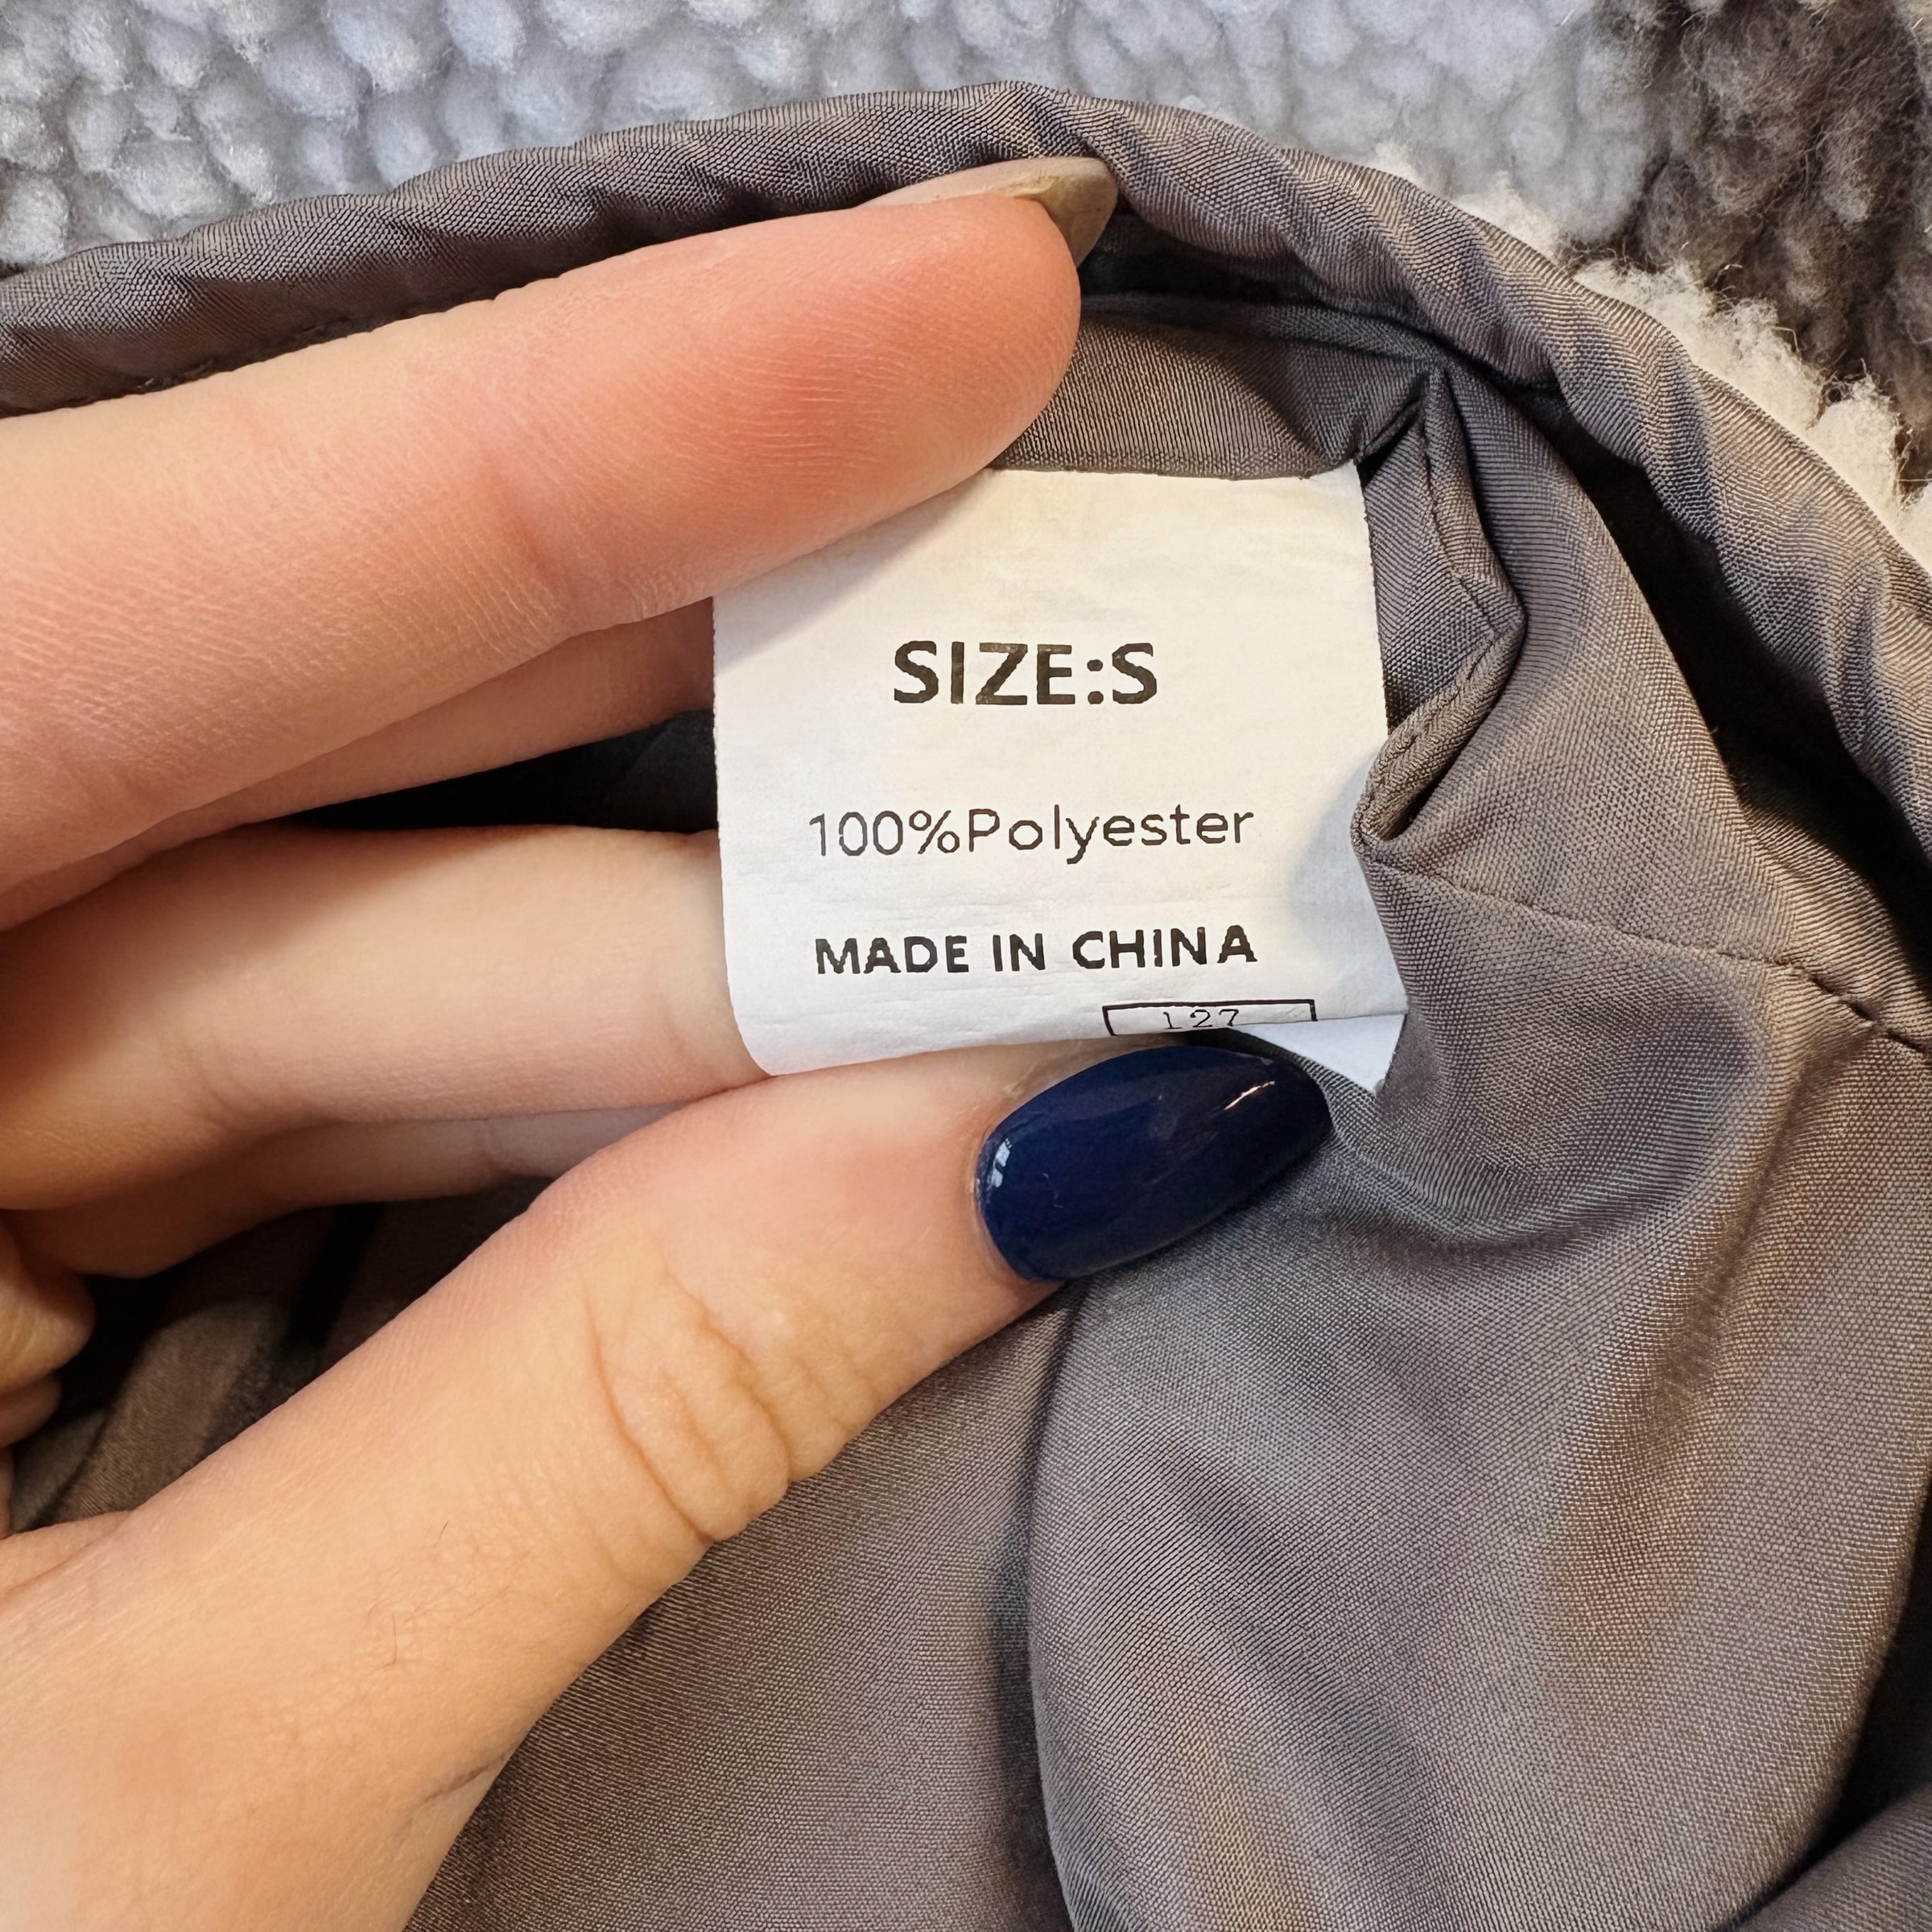 SIZE:S
100%Polyester
MADE IN CHINA
127